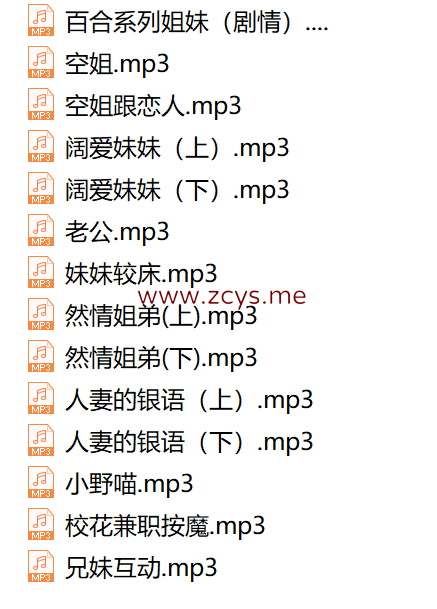 百合系列姐妹（剧情）....
空姐.mp3
空姐跟恋人.mp3
阔爱妹妹（上）.mp3
阔爱妹妹（下）.mp3
老公.mp3
妹妹较床.mp3
www.zcys.me
然情姐弟(上).mp3
然情姐弟(下).mp3
人妻的银语（上）.mp3
人妻的银语（下）.mp3
小野喵.mp3
校花兼职按魔.mp3
兄妹互动.mp3
MP3
MP3
MP3
MP3
MP3
MP3
MP3
MP3
MP3
MP3
MP3
MP3
MP3
MP3